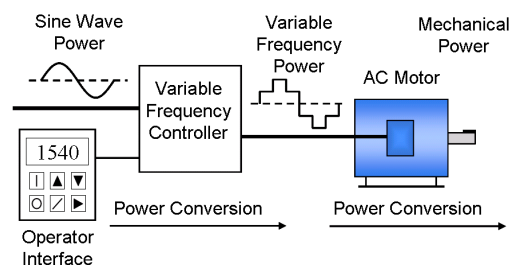 Sine Wave
Power
Variable
Frequency
Power
Mechanical
Power
AC Motor
Variable
Frequency
Controller
1540
Operator
Interface
Power Conversion
Power Conversion